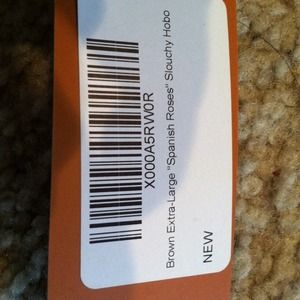 X000A5RW0R
Brown Extra-Large "Spanish Roses" Slouchy Hobo
NEW